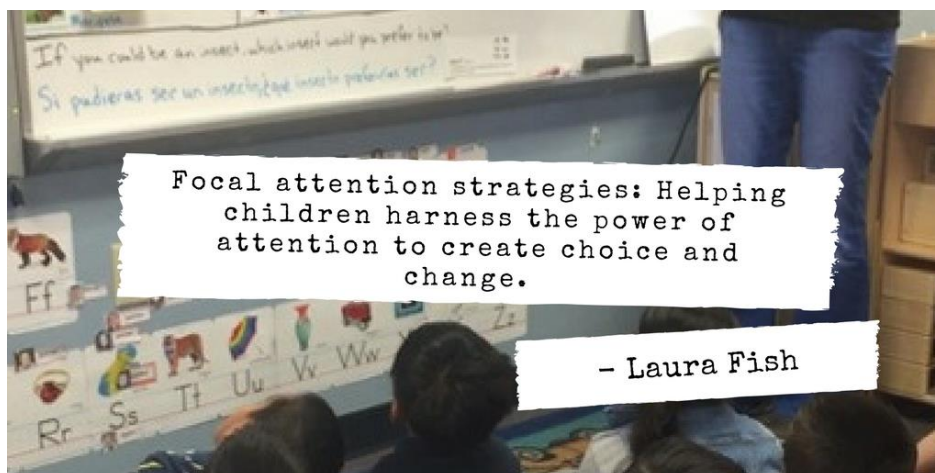 If you could be an insect, which insect would you prefer to be?
Si pudieras ser un insecto, ¿que insecto preferirias ser?
Focal attention strategies: Helping
children harness the power of
attention to create choice and
change.
– Laura Fish
Ff
Rr Ss Tt Uu Vv Ww Zz